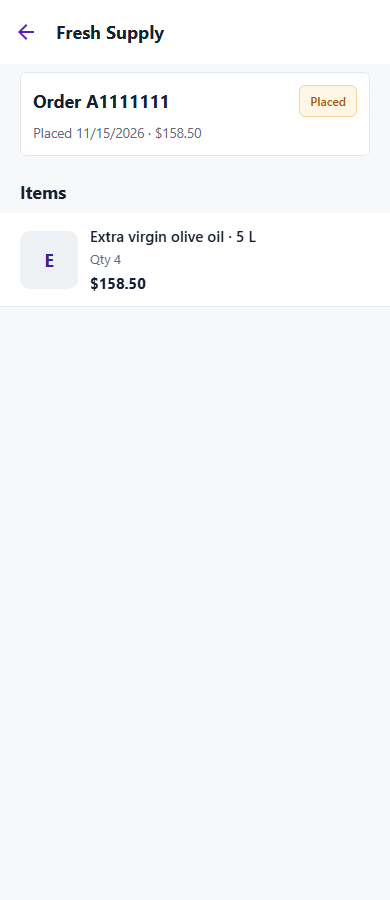 Fresh Supply
Order A1111111
Placed
Placed 11/15/2026 · $158.50
Items
E
Extra virgin olive oil · 5 L
Qty 4
$158.50